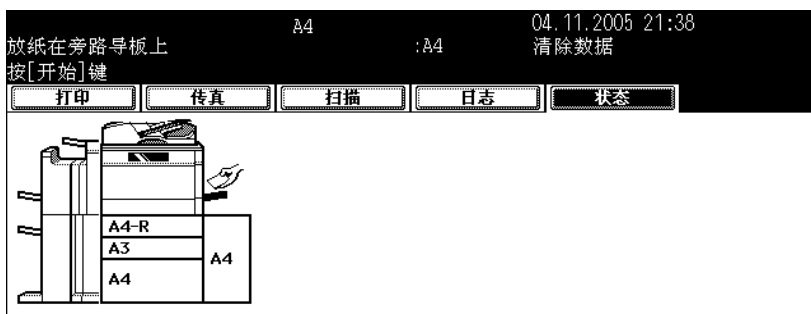 A4 04.11.2005 21:38
放纸在旁路导板上 :A4 清除数据
按[开始]键
打印 传真 扫描 日志 状态
A4-R
A3
A4
A4